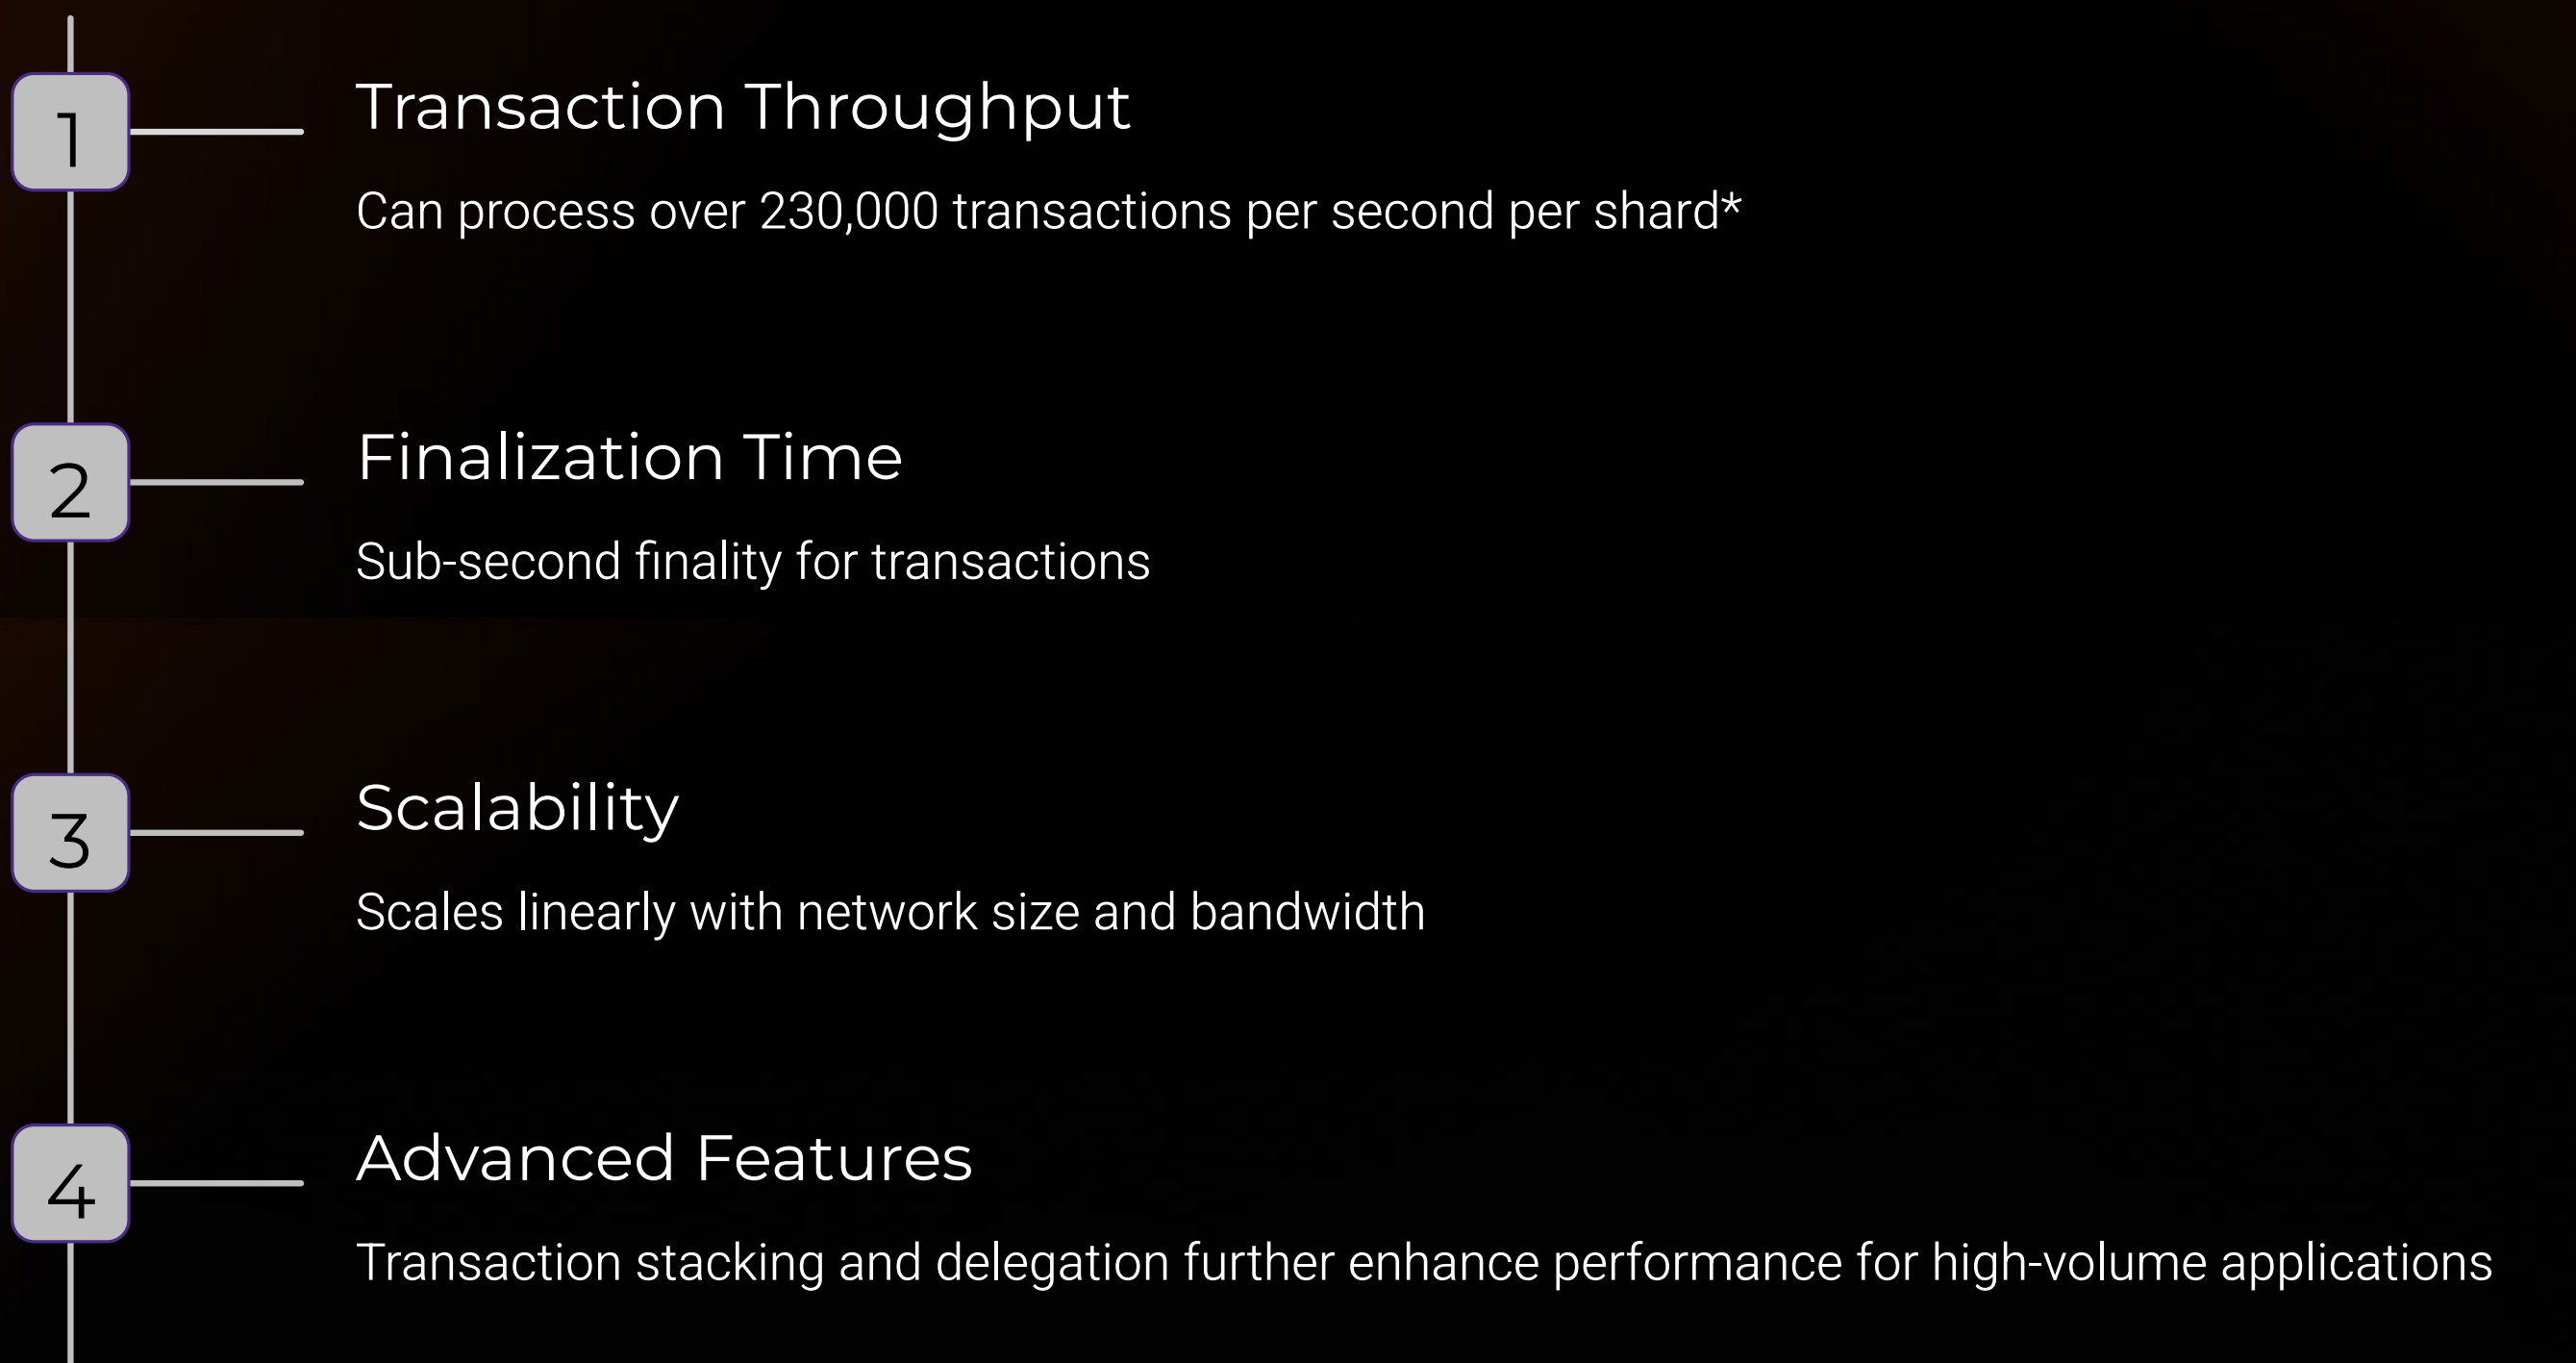 1
Transaction Throughput
Can process over 230,000 transactions per second per shard*
2
Finalization Time
Sub-second finality for transactions
3
Scalability
Scales linearly with network size and bandwidth
4
Advanced Features
Transaction stacking and delegation further enhance performance for high-volume applications